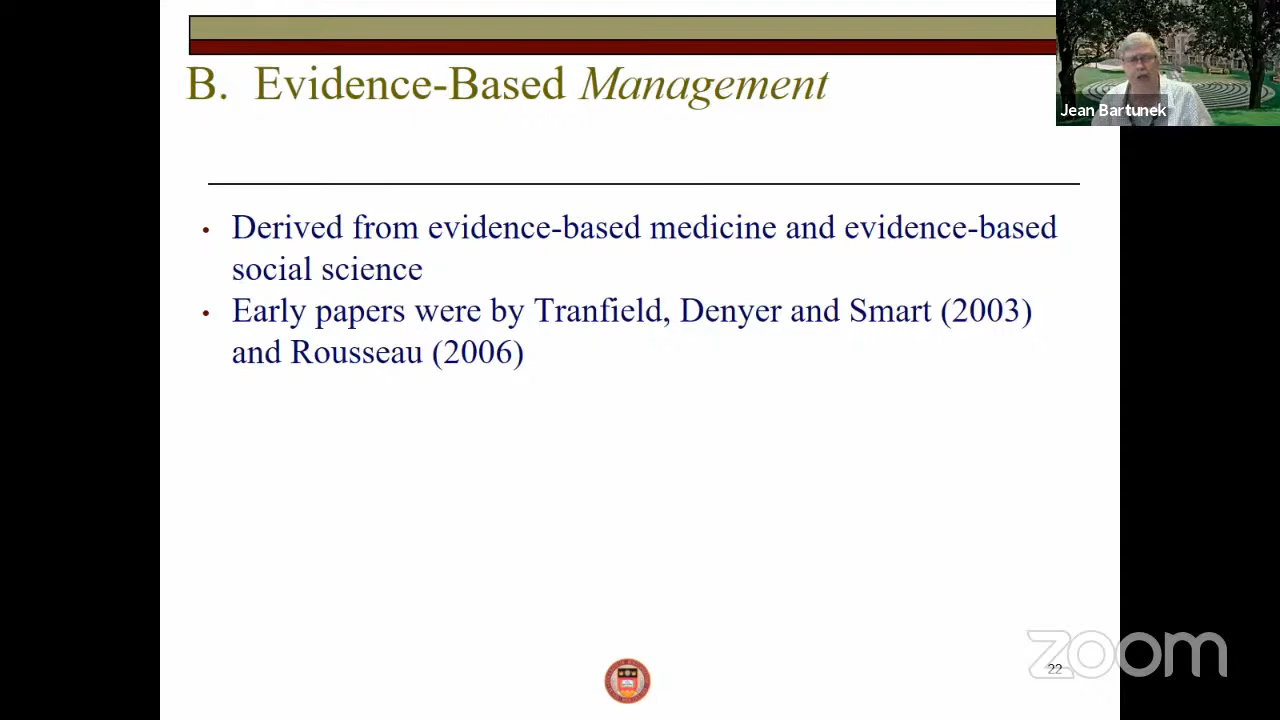 B. Evidence-Based Management
Jean Bartunek
• Derived from evidence-based medicine and evidence-based
social science
• Early papers were by Tranfield, Denyer and Smart (2003)
and Rousseau (2006)
zoom
22